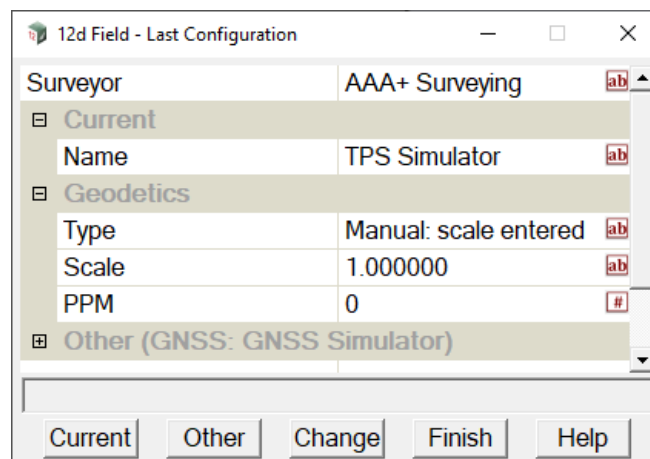 12d Field - Last Configuration
Surveyor AAA+ Surveying ab
Current
Name TPS Simulator ab
Geodetics
Type Manual: scale entered ab
Scale 1.000000 ab
PPM 0 #
Other (GNSS: GNSS Simulator)
Current Other Change Finish Help